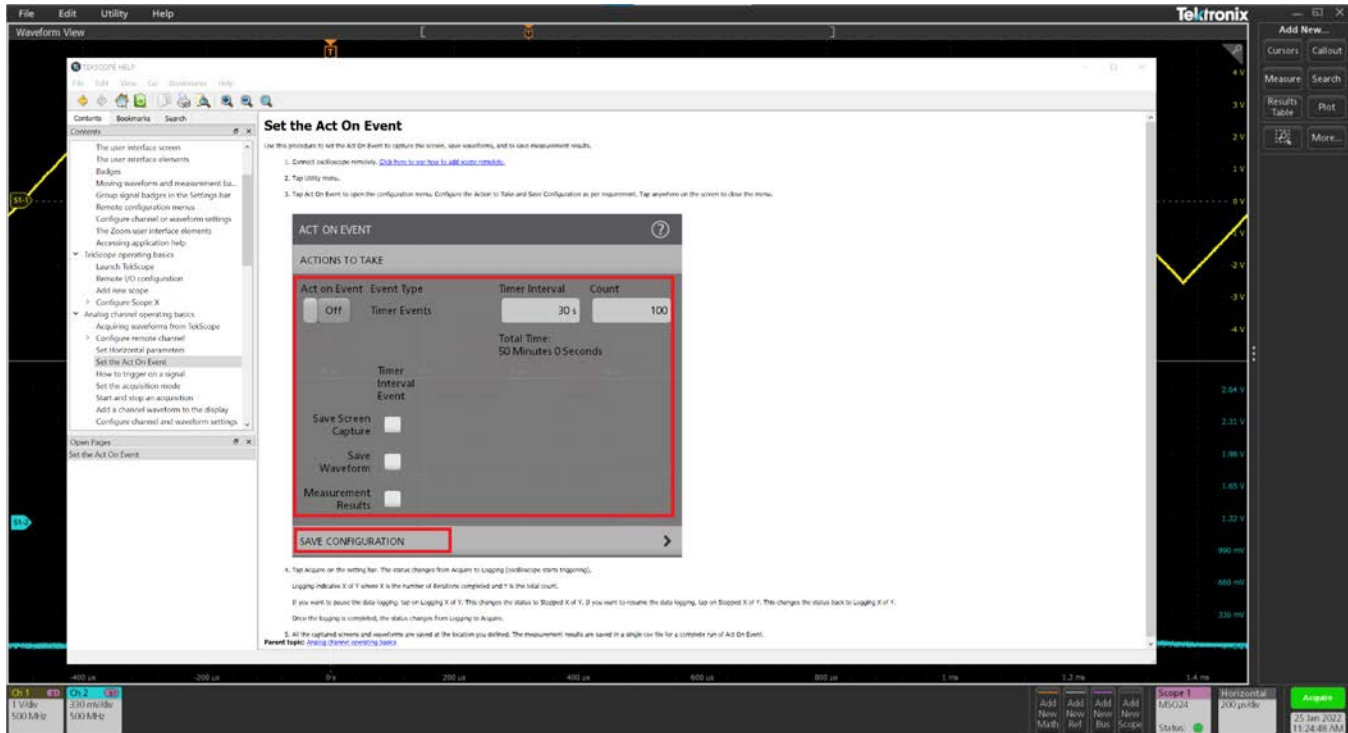 File Edit Utility Help
Tektronix
Waveform View
Add New...
Cursors Callout
Measure Search
Results Table Plot
More...
TEKSCOPE HELP
File Edit View Go Bookmarks Help
Contents Bookmarks Search
Contents
The user interface screen
The user interface elements
Badges
Moving waveform and measurement ba...
Group signal badges in the Settings bar
Remote configuration menus
Configure channel or waveform settings
The Zoom user interface elements
Accessing application help
TekScope operating basics
Launch TekScope
Remote I/O configuration
Add new scope
Configure Scope X
Analog channel operating basics
Acquiring waveforms from TekScope
Configure remote channel
Set Horizontal parameters
Set the Act On Event
How to trigger on a signal
Set the acquisition mode
Start and stop an acquisition
Add a channel waveform to the display
Configure channel and waveform settings
Open Pages
Set the Act On Event
Set the Act On Event
Use this procedure to set the Act On Event to capture the screen, save waveforms, and to save measurement results.
1. Connect oscilloscope remotely. Click here to see how to add scope remotely.
2. Tap Utility menu.
3. Tap Act On Event to open the configuration menu. Configure the Action to Take and Save Configuration as per requirement. Tap anywhere on the screen to close the menu.
ACT ON EVENT
ACTIONS TO TAKE
Act on Event Event Type Timer Interval Count
Off Timer Events 30 s 100
Total Time:
50 Minutes 0 Seconds
Timer
Interval
Event
Save Screen
Capture
Save
Waveform
Measurement
Results
SAVE CONFIGURATION
4. Tap Acquire on the setting bar. The status changes from Acquire to Logging (oscilloscope starts triggering).
Logging indicates X of Y where X is the number of iterations completed and Y is the total count.
If you want to pause the data logging, tap on Logging X of Y. This changes the status to Stopped X of Y. If you want to resume the data logging, tap on Stopped X of Y. This changes the status back to Logging X of Y.
Once the logging is completed, the status changes from Logging to Acquire.
5. All the captured screens and waveforms are saved at the location you defined. The measurement results are saved in a single csv file for a complete run of Act On Event.
Parent topic: Analog channel operating basics
4 V
3 V
2 V
1 V
0 V
-1 V
-2 V
-3 V
-4 V
2.64 V
2.31 V
1.98 V
1.65 V
1.32 V
990 mV
660 mV
330 mV
S1-1
S1-2
-400 µs -200 µs 0 s 200 µs 400 µs 600 µs 800 µs 1 ms 1.2 ms 1.4 ms
Ch 1
1 V/div
500 MHz
Ch 2
330 mV/div
500 MHz
Add New Math
Add New Ref
Add New Bus
Add New Scope
Scope 1
MSO24
Status:
Horizontal
200 µs/div
Acquire
25 Jan 2022
11:24:48 AM